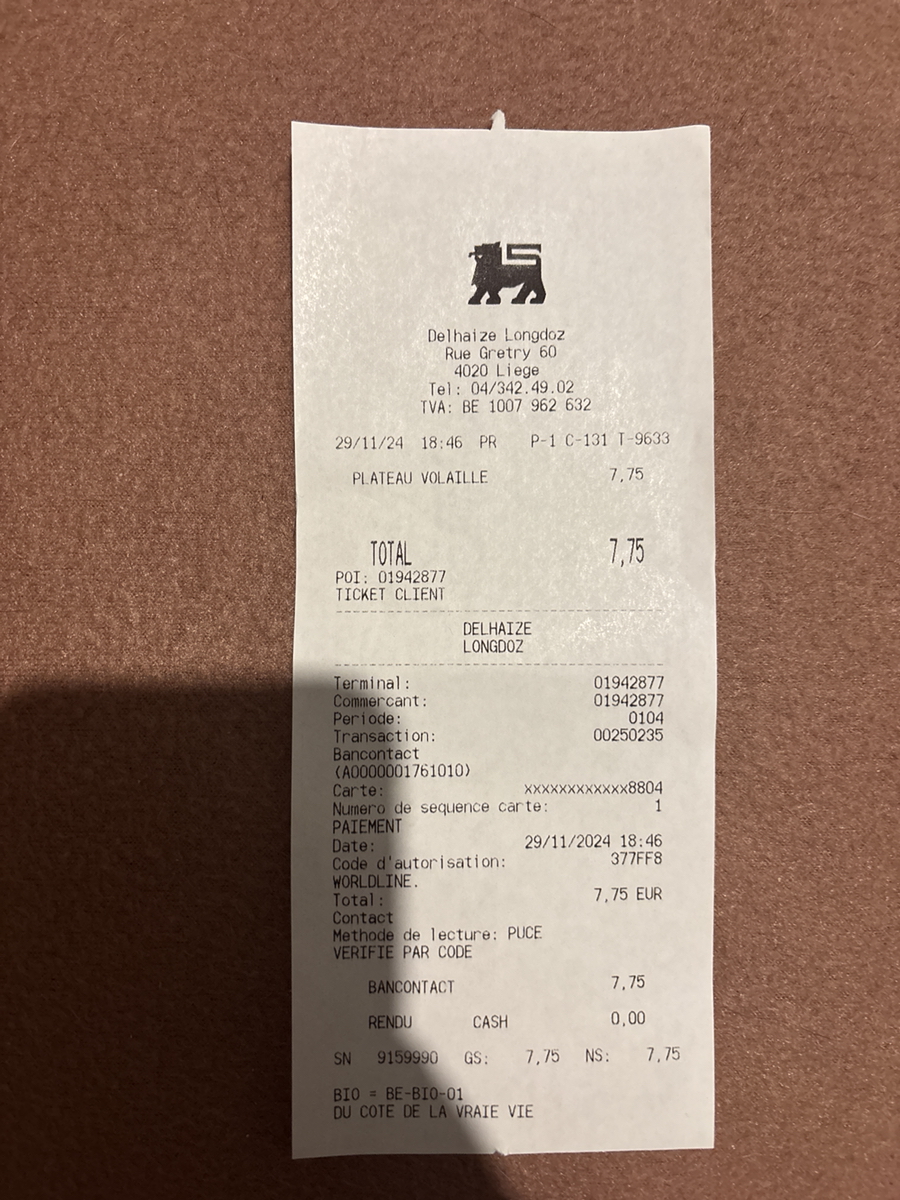 Delhaize Longdoz
Rue Gretry 60
4020 Liege
Tel: 04/342.49.02
TVA: BE 1007 962 632
29/11/24 18:46 PR P-1 C-131 T-9633
PLATEAU VOLAILLE 7,75
TOTAL 7,75
POI: 01942877
TICKET CLIENT
DELHAIZE
LONGDOZ
Terminal: 01942877
Commercant: 01942877
Periode: 0104
Transaction: 00250235
Bancontact
(A0000001761010)
Carte: xxxxxxxxxxxx8804
Numero de sequence carte: 1
PAIEMENT
Date: 29/11/2024 18:46
Code d'autorisation: 377FF8
WORLDLINE.
Total: 7,75 EUR
Contact
Methode de lecture: PUCE
VERIFIE PAR CODE
BANCONTACT 7,75
RENDU CASH 0,00
SN 9159990 GS: 7,75 NS: 7,75
BIO = BE-BIO-01
DU COTE DE LA VRAIE VIE